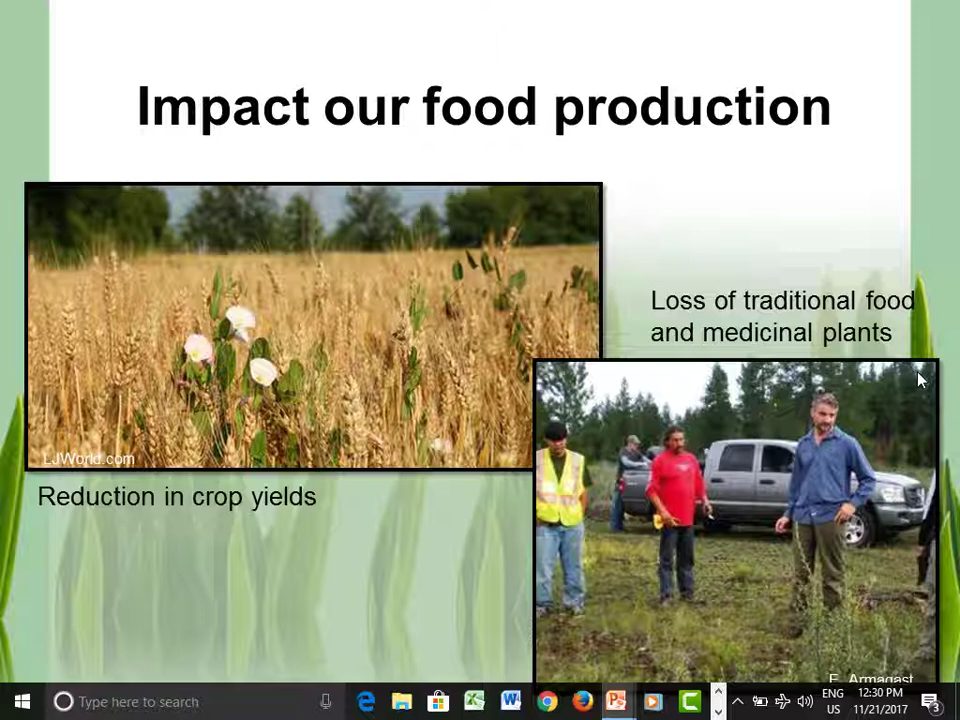 Impact our food production
Loss of traditional food
and medicinal plants
LJWorld.com
Reduction in crop yields
Type here to search
ENG
US
12:30 PM
11/21/2017
3